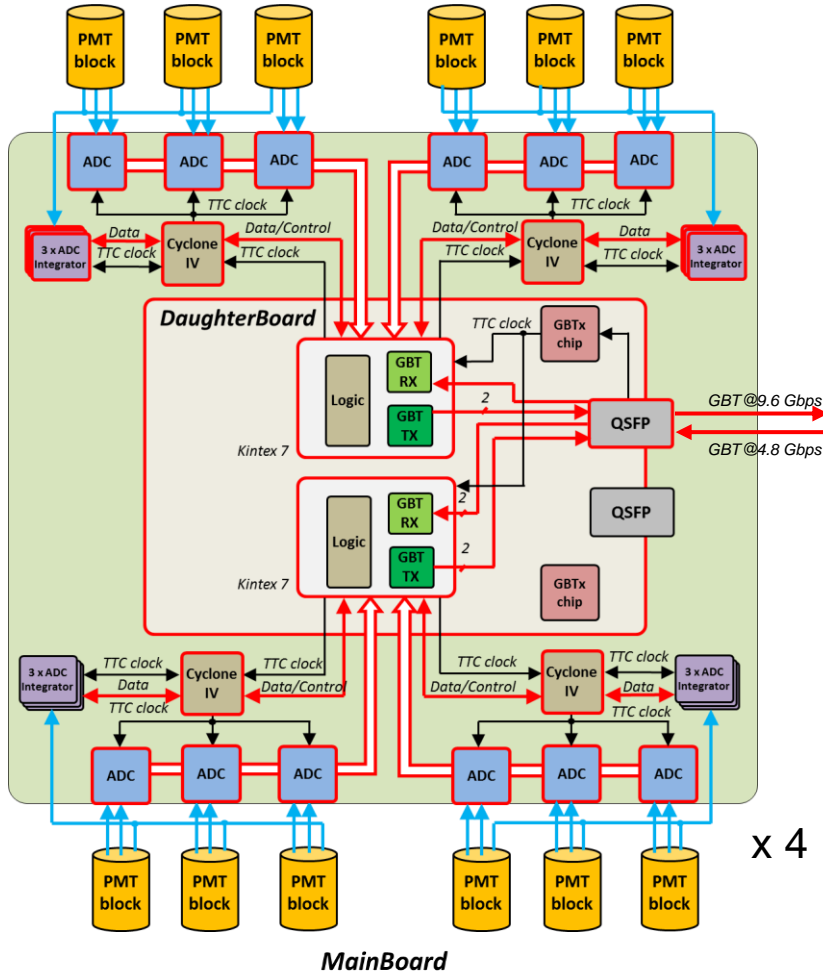 PMT
block
PMT
block
PMT
block
PMT
block
PMT
block
PMT
block
ADC
ADC
ADC
ADC
ADC
ADC
TTC clock
TTC clock
Data
Data/Control
Data/Control
Data
3 x ADC
Integrator
TTC clock
Cyclone
IV
TTC clock
TTC clock
Cyclone
IV
TTC clock
3 x ADC
Integrator
DaughterBoard
TTC clock
GBTx
chip
Logic
GBT
RX
GBT
TX
2
Kintex 7
QSFP
GBT@9.6 Gbps
GBT@4.8 Gbps
Logic
GBT
RX
2
GBT
TX
2
Kintex 7
QSFP
GBTx
chip
3 x ADC
Integrator
TTC clock
Data
Cyclone
IV
TTC clock
Data/Control
TTC clock
TTC clock
Data/Control
Cyclone
IV
TTC clock
Data
3 x ADC
Integrator
TTC clock
ADC
ADC
ADC
ADC
ADC
ADC
x 4
PMT
block
PMT
block
PMT
block
PMT
block
PMT
block
PMT
block
MainBoard